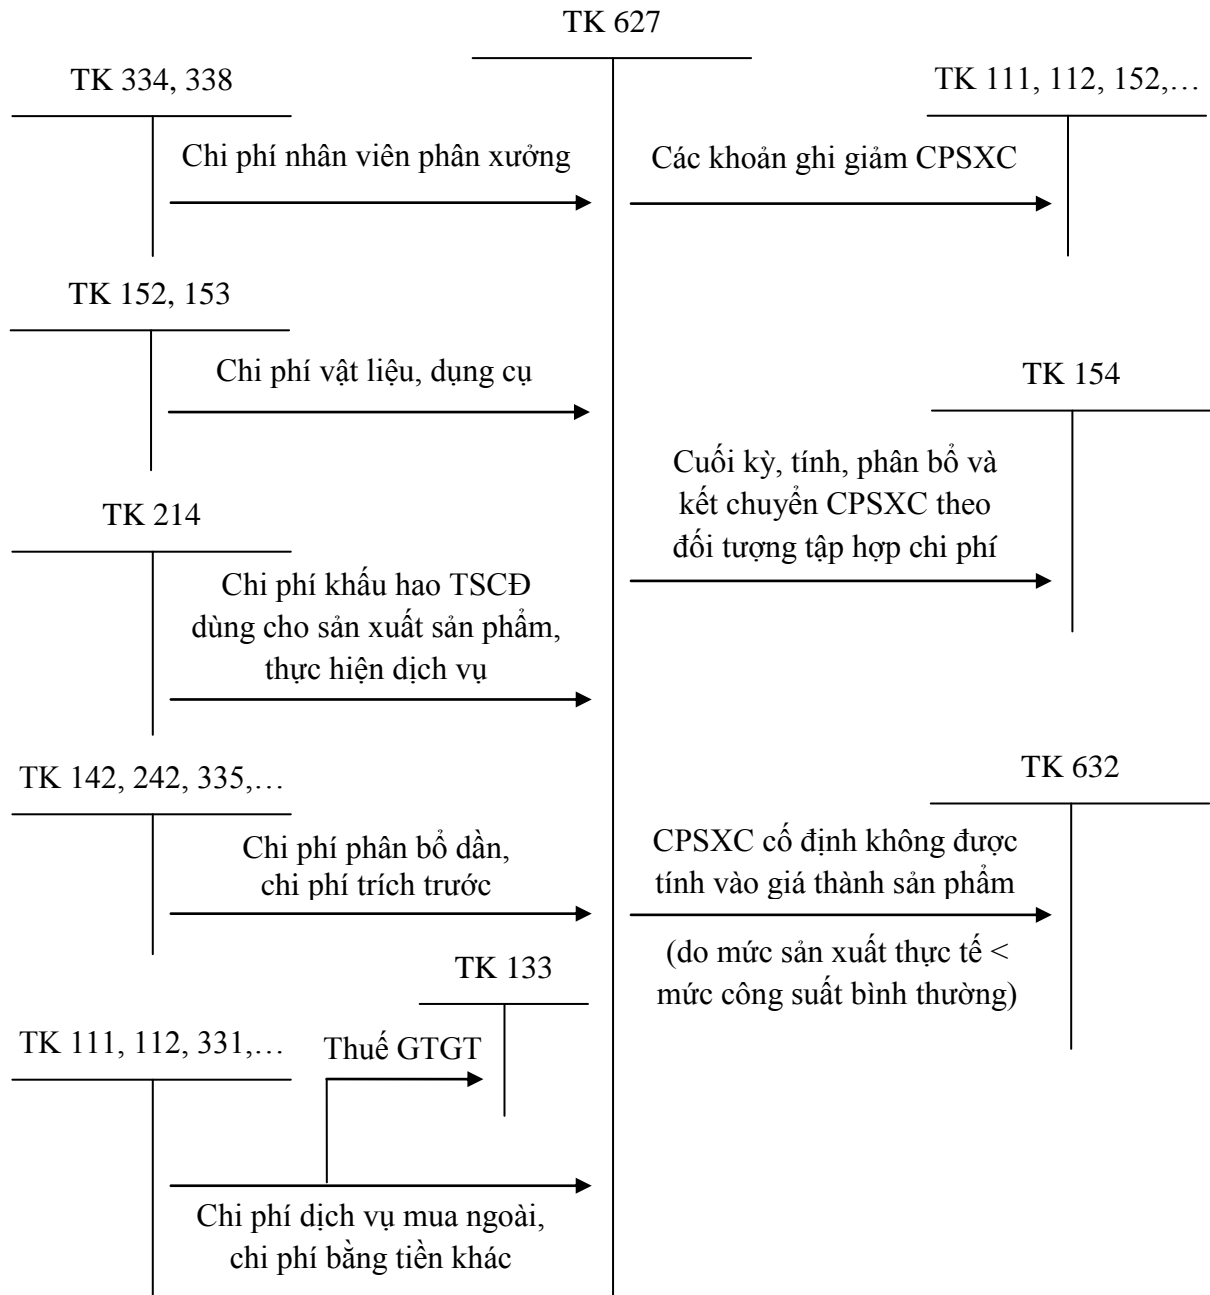 TK 627
TK 334, 338
TK 111, 112, 152,…
Chi phí nhân viên phân xưởng
Các khoản ghi giảm CPSXC
TK 152, 153
Chi phí vật liệu, dụng cụ
TK 154
Cuối kỳ, tính, phân bổ và
kết chuyển CPSXC theo
đối tượng tập hợp chi phí
TK 214
Chi phí khấu hao TSCĐ
dùng cho sản xuất sản phẩm,
thực hiện dịch vụ
TK 142, 242, 335,…
TK 632
Chi phí phân bổ dần,
chi phí trích trước
CPSXC cố định không được
tính vào giá thành sản phẩm
(do mức sản xuất thực tế <
mức công suất bình thường)
TK 133
TK 111, 112, 331,…
Thuế GTGT
Chi phí dịch vụ mua ngoài,
chi phí bằng tiền khác